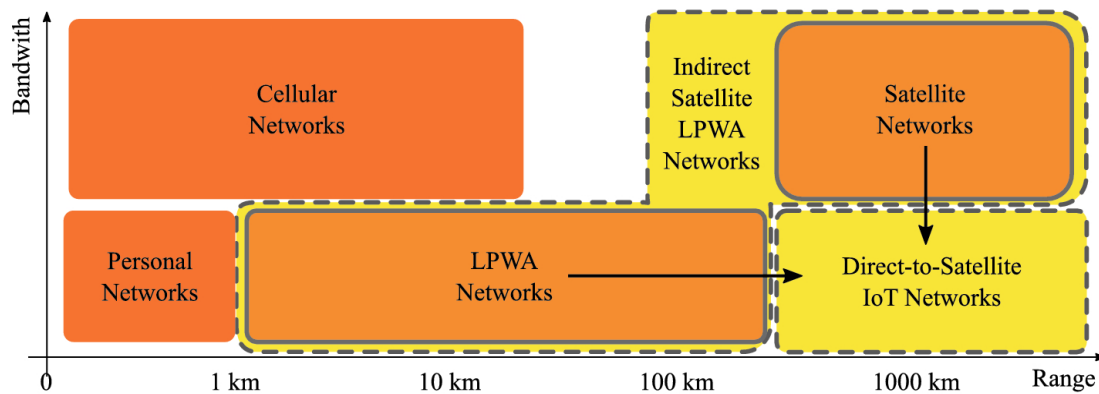 Bandwith
Cellular
Networks
Indirect
Satellite
LPWA
Networks
Satellite
Networks
Personal
Networks
LPWA
Networks
Direct-to-Satellite
IoT Networks
0
1 km
10 km
100 km
1000 km
Range